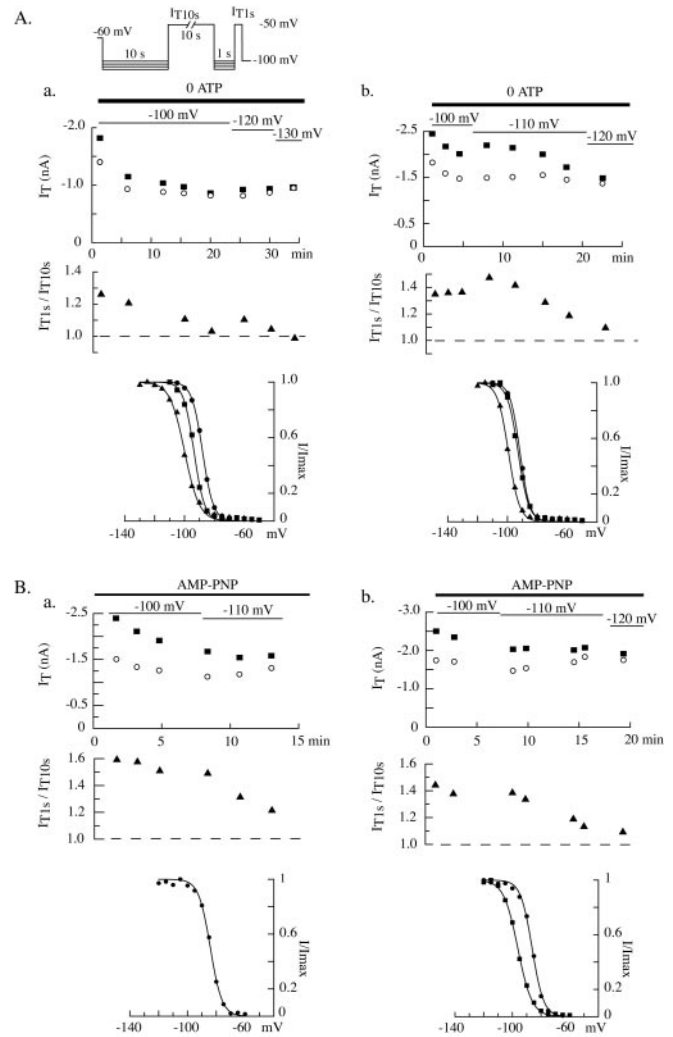 A.
IT10s
IT1s
-60 mV
-50 mV
10 s
10 s
1 s
-100 mV
a.
0 ATP
-100 mV
-120 mV
-130 mV
IT (nA)
-2.0
-1.0
0
0
10
20
30
min
IT1s / IT10s
1.4
1.2
1.0
I/Imax
1.0
0.6
0.2
0
-140
-100
-60
mV
b.
0 ATP
-100 mV
-110 mV
-120 mV
IT (nA)
-2.5
-1.5
-0.5
0
0
10
20
min
IT1s / IT10s
1.4
1.2
1.0
I/Imax
1.0
0.6
0.2
0
-140
-100
-60
mV
B.
a.
AMP-PNP
-100 mV
-110 mV
IT (nA)
-2.5
-1.5
-0.5
0
0
5
10
15 min
IT1s / IT10s
1.6
1.4
1.2
1.0
I/Imax
1
0.6
0.2
0
-140
-100
-60
mV
b.
AMP-PNP
-100 mV
-110 mV
-120 mV
IT (nA)
-3.0
-2.0
-1.0
0
0
5
10
15
20
min
IT1s / IT10s
1.6
1.4
1.2
1.0
I/Imax
1
0.6
0.2
0
-140
-100
-60
mV